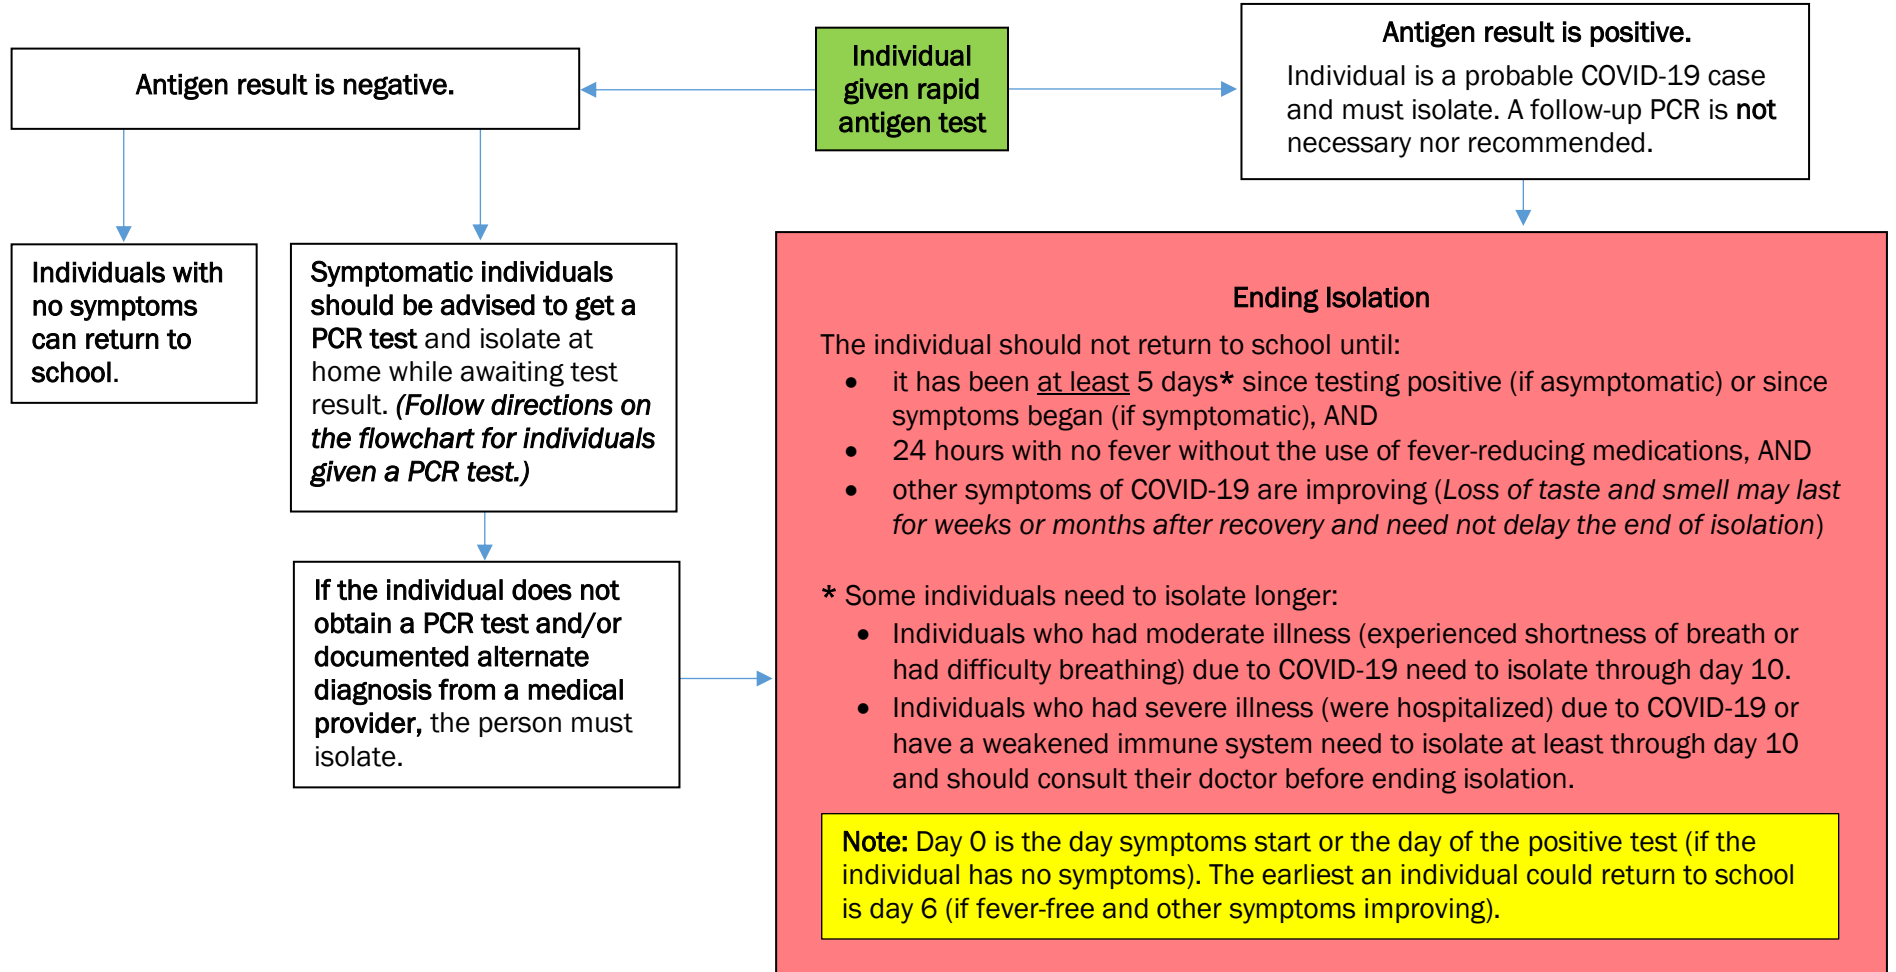 Individual
given rapid
antigen test
Antigen result is negative.
Individuals with
no symptoms
can return to
school.
Symptomatic individuals
should be advised to get a
PCR test and isolate at
home while awaiting test
result. (Follow directions on
the flowchart for individuals
given a PCR test.)
If the individual does not
obtain a PCR test and/or
documented alternate
diagnosis from a medical
provider, the person must
isolate.
Antigen result is positive.
Individual is a probable COVID-19 case
and must isolate. A follow-up PCR is not
necessary nor recommended.
Ending Isolation
The individual should not return to school until:
• it has been at least 5 days* since testing positive (if asymptomatic) or since
symptoms began (if symptomatic), AND
• 24 hours with no fever without the use of fever-reducing medications, AND
• other symptoms of COVID-19 are improving (Loss of taste and smell may last
for weeks or months after recovery and need not delay the end of isolation)
* Some individuals need to isolate longer:
• Individuals who had moderate illness (experienced shortness of breath or
had difficulty breathing) due to COVID-19 need to isolate through day 10.
• Individuals who had severe illness (were hospitalized) due to COVID-19 or
have a weakened immune system need to isolate at least through day 10
and should consult their doctor before ending isolation.
Note: Day 0 is the day symptoms start or the day of the positive test (if the
individual has no symptoms). The earliest an individual could return to school
is day 6 (if fever-free and other symptoms improving).